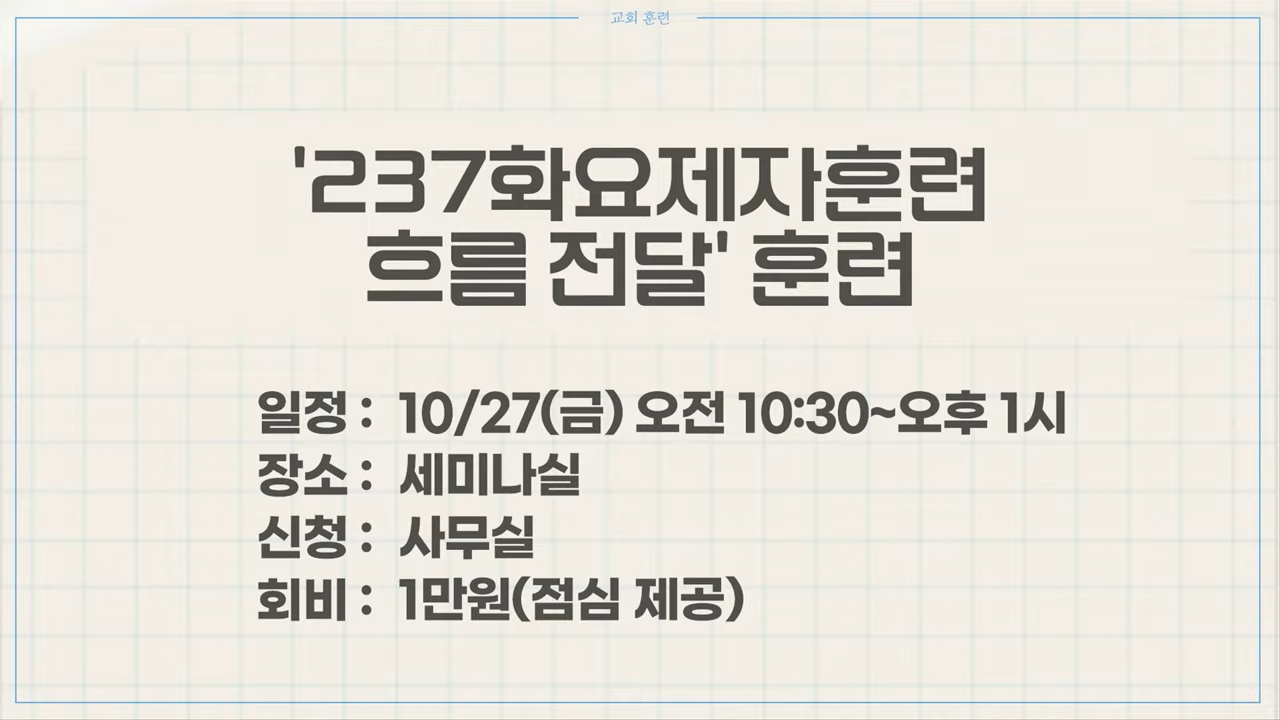 교회 훈련
'237화요제자훈련
흐름 전달' 훈련
일정 : 10/27(금) 오전 10:30~오후 1시
장소 : 세미나실
신청 : 사무실
회비 : 1만원(점심 제공)